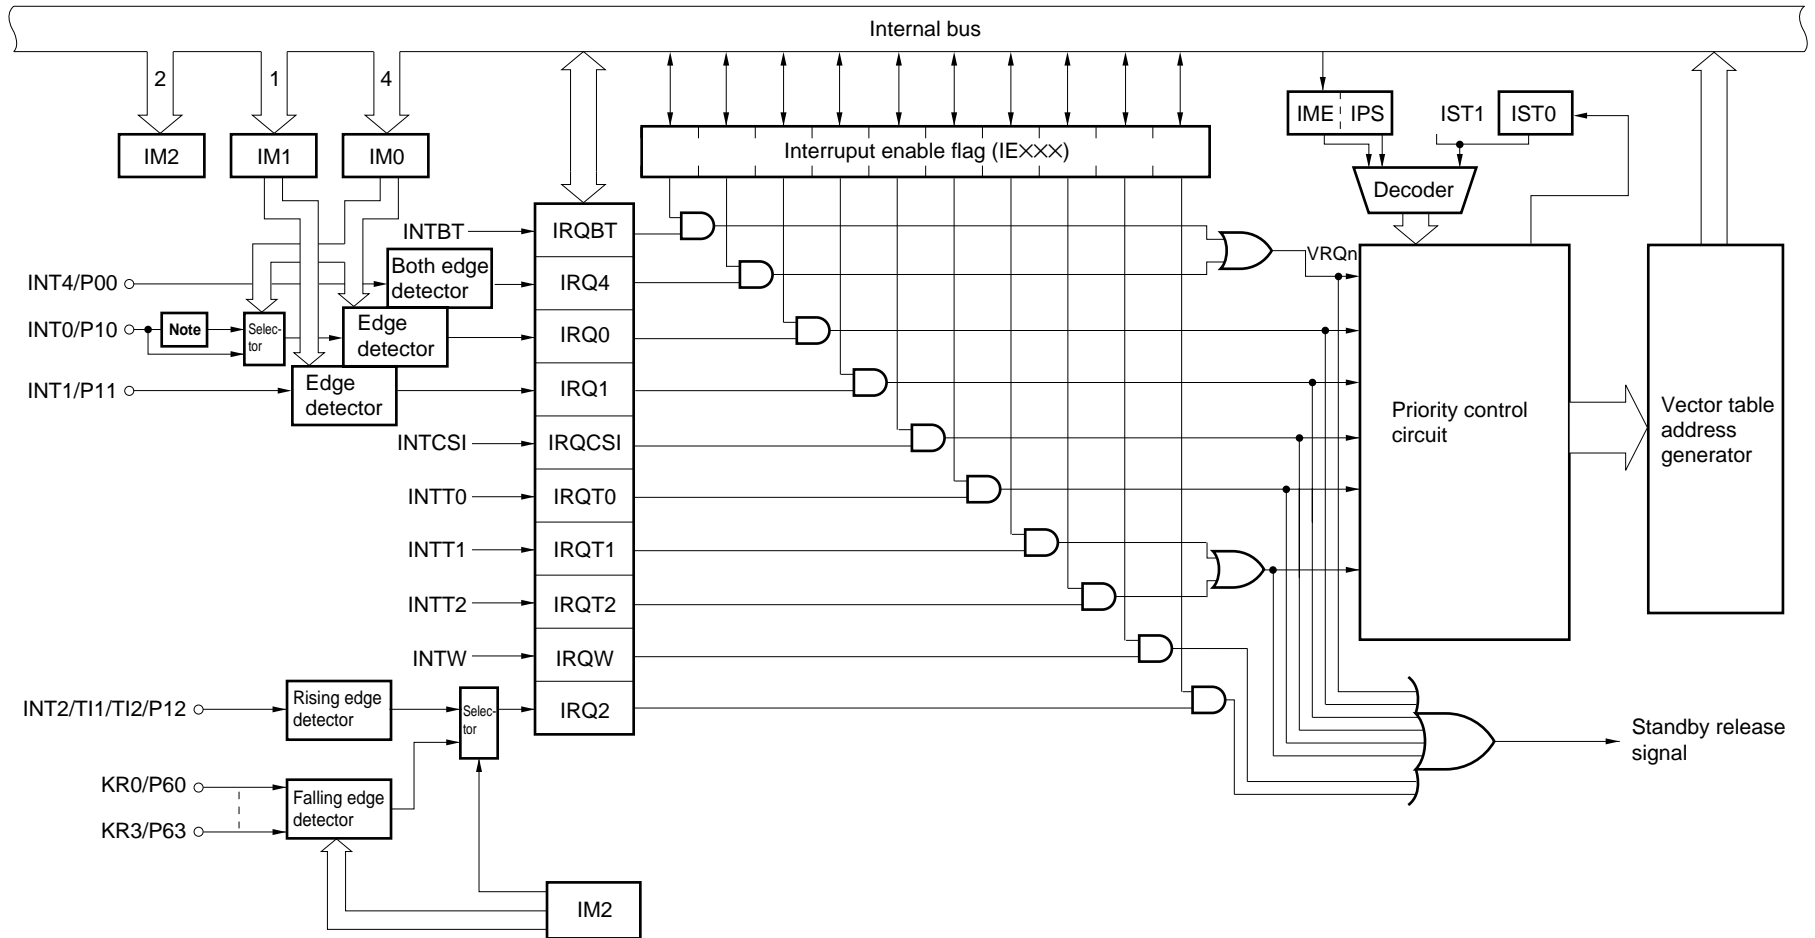 Internal bus
2
1
4
IM2
IM1
IM0
IME
IPS
IST1
IST0
Interruput enable flag (IE×××)
Decoder
INTBT
IRQBT
VRQn
INT4/P00
Both edge
detector
IRQ4
INT0/P10
Note
Selec-
tor
Edge
detector
IRQ0
INT1/P11
Edge
detector
IRQ1
Priority control
circuit
Vector table
address
generator
INTCSI
IRQCSI
INTT0
IRQT0
INTT1
IRQT1
INTT2
IRQT2
INTW
IRQW
INT2/TI1/TI2/P12
Rising edge
detector
Selec-
tor
IRQ2
Standby release
signal
KR0/P60
Falling edge
detector
KR3/P63
IM2